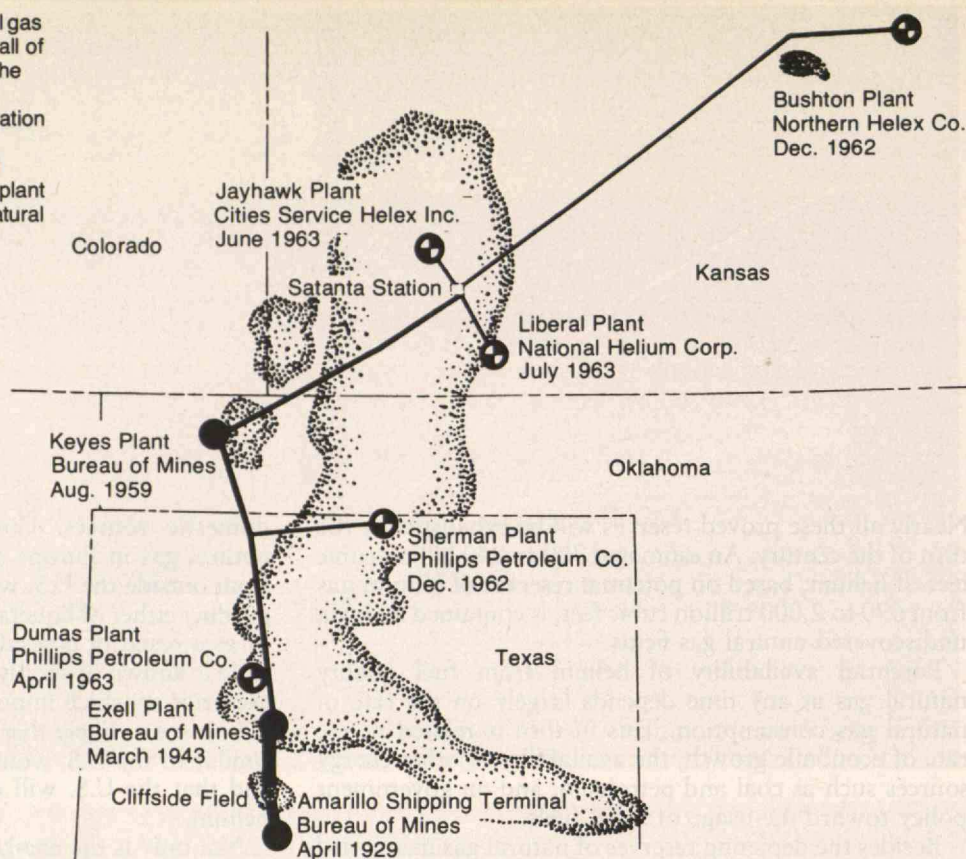 l gas
all of
he
ation
plant
atural
Colorado
Jayhawk Plant
Cities Service Helex Inc.
June 1963
Satanta Station
Bushton Plant
Northern Helex Co.
Dec. 1962
Kansas
Liberal Plant
National Helium Corp.
July 1963
Keyes Plant
Bureau of Mines
Aug. 1959
Oklahoma
Sherman Plant
Phillips Petroleum Co.
Dec. 1962
Dumas Plant
Phillips Petroleum Co.
April 1963
Texas
Exell Plant
Bureau of Mines
March 1943
Cliffside Field
Amarillo Shipping Terminal
Bureau of Mines
April 1929